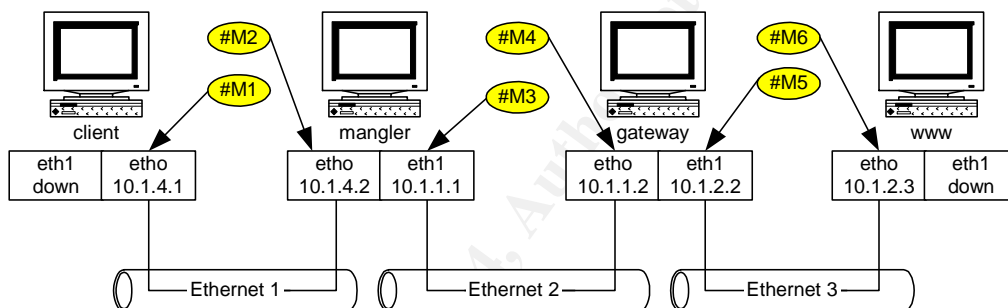 #M2
#M4
#M6
#M1
#M3
#M5
client
mangler
gateway
www
eth1
down
etho
10.1.4.1
etho
10.1.4.2
eth1
10.1.1.1
etho
10.1.1.2
eth1
10.1.2.2
etho
10.1.2.3
eth1
down
4, Auth
Ethernet 1
Ethernet 2
Ethernet 3